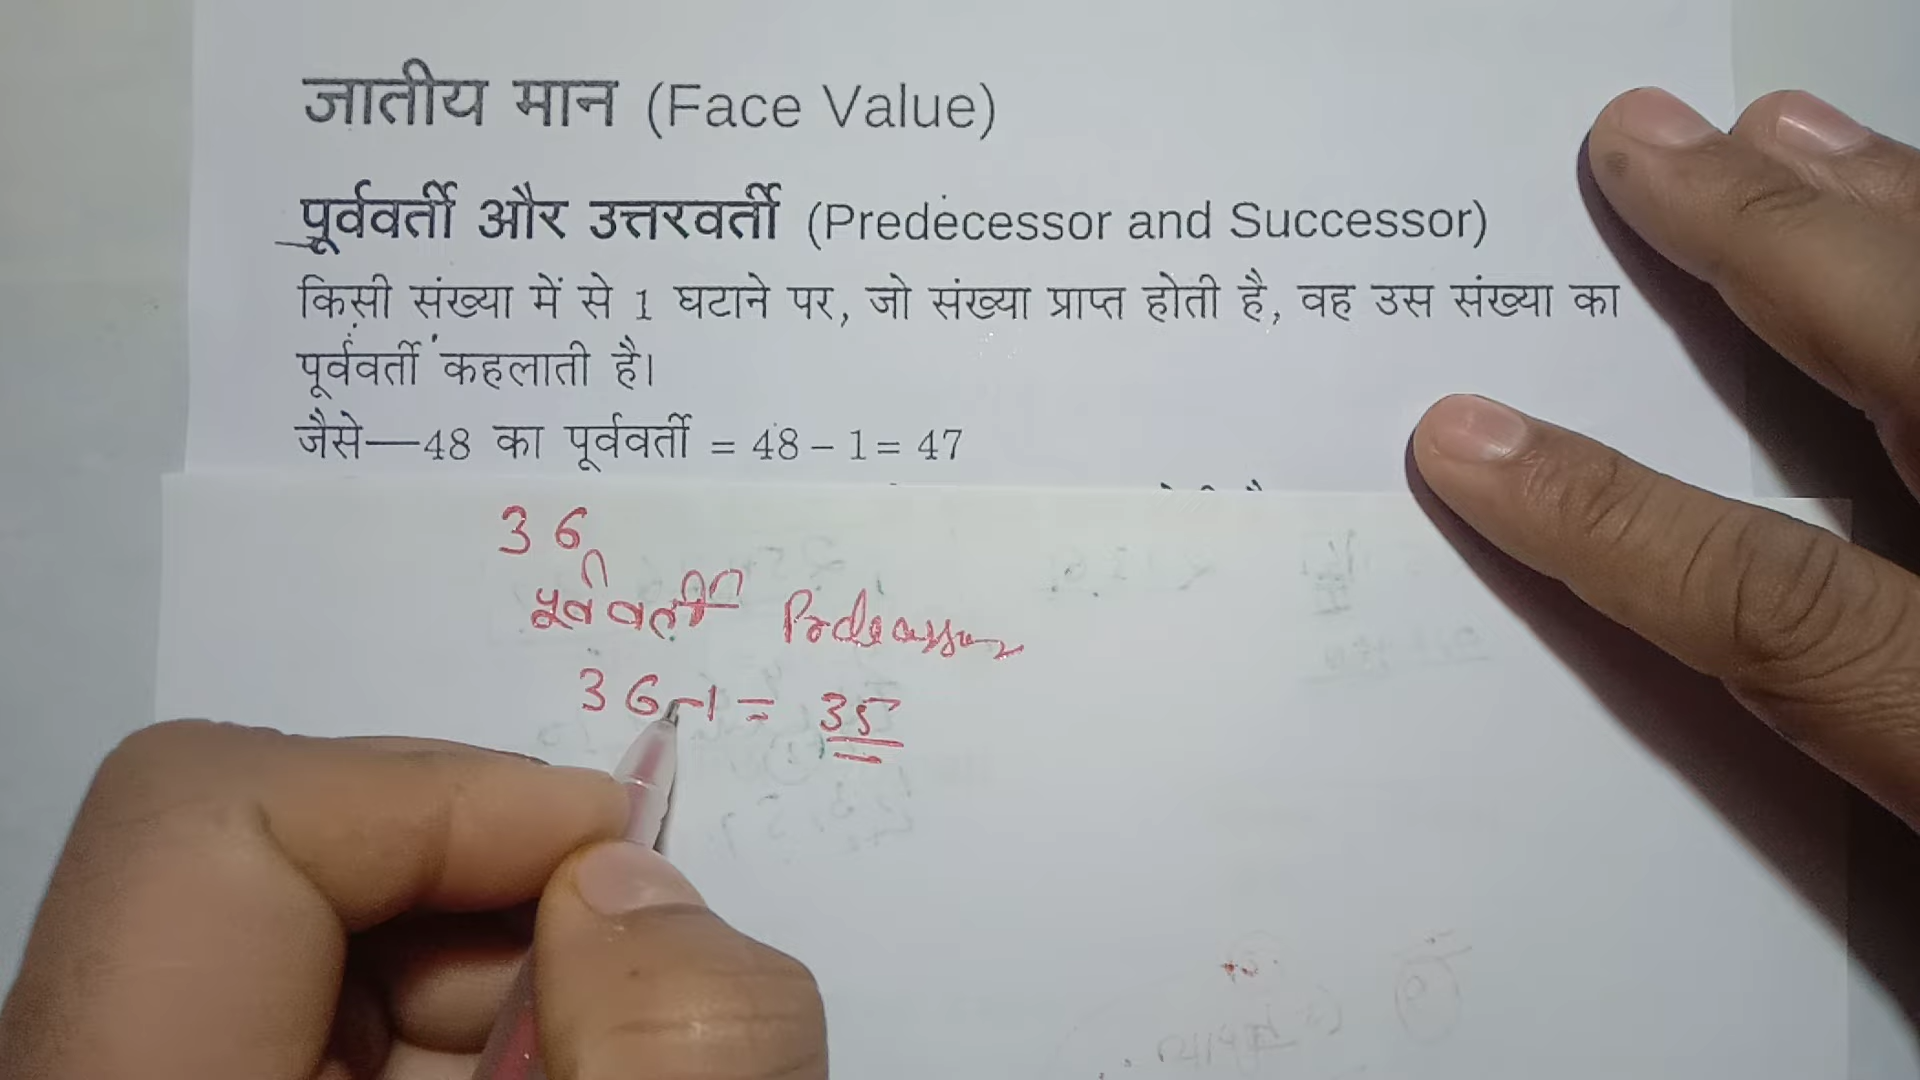 जातीय मान (Face Value)
पूर्ववर्ती और उत्तरवर्ती (Predecessor and Successor)
किसी संख्या में से 1 घटाने पर, जो संख्या प्राप्त होती है, वह उस संख्या का
पूर्ववर्ती कहलाती है।
जैसे—48 का पूर्ववर्ती = 48 – 1 = 47
36
पूर्ववर्ती
36-1 = 35